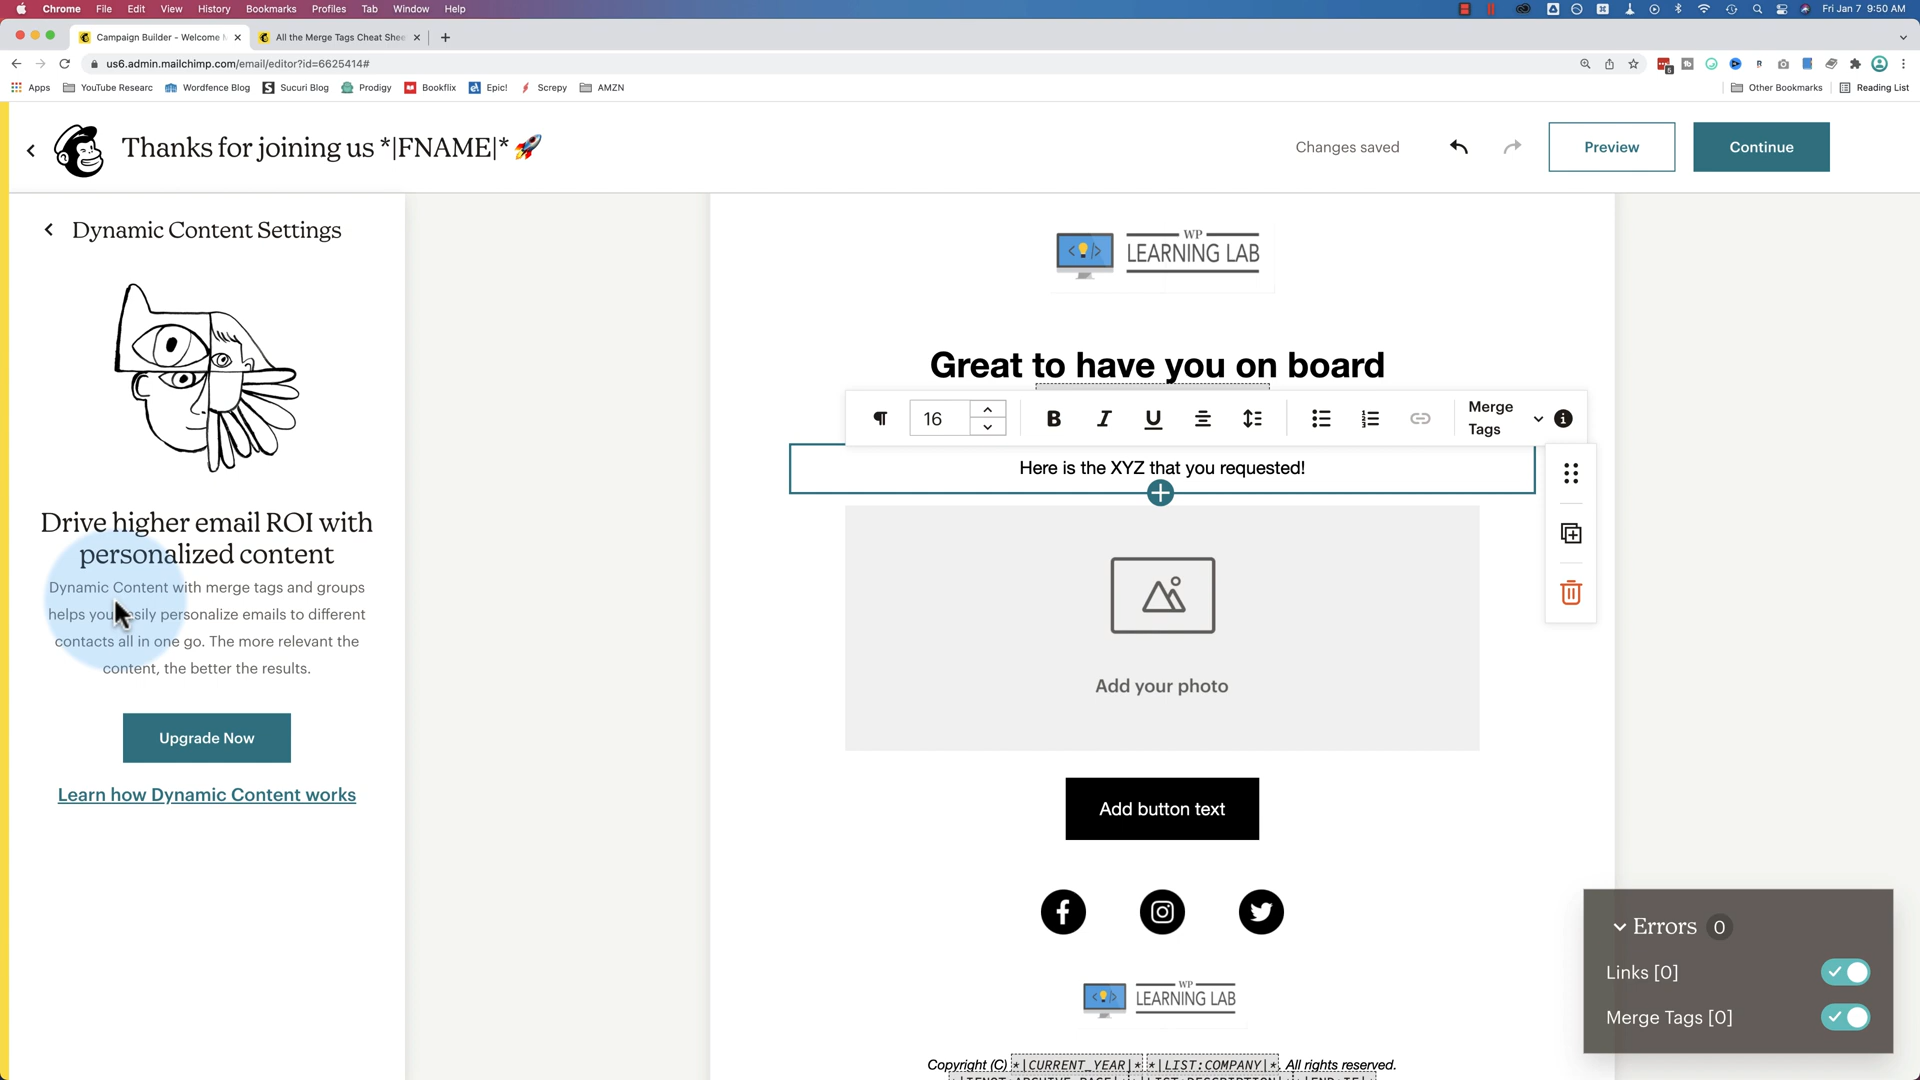 Chrome File Edit View History Bookmarks Profiles Tab Window Help Fri Jan 7 9:50 AM
Campaign Builder - Welcome All the Merge Tags Cheat Shee
us6.admin.mailchimp.com/email/editor?id=6625414#
Apps YouTube Researc Wordfence Blog Sucuri Blog Prodigy Bookflix Epic! Screpy AMZN Other Bookmarks Reading List
Thanks for joining us *|FNAME|* 🚀 Changes saved Preview Continue
Dynamic Content Settings
WP
LEARNING LAB
Great to have you on board
16 B I U Merge
Tags
Here is the XYZ that you requested!
Drive higher email ROI with
personalized content
Dynamic Content with merge tags and groups
helps you easily personalize emails to different
contacts all in one go. The more relevant the
content, the better the results.
Add your photo
Upgrade Now
Learn how Dynamic Content works
Add button text
Errors 0
Links [0]
Merge Tags [0]
WP
LEARNING LAB
Copyright (C) *|CURRENT_YEAR|* *|LIST:COMPANY|*. All rights reserved.